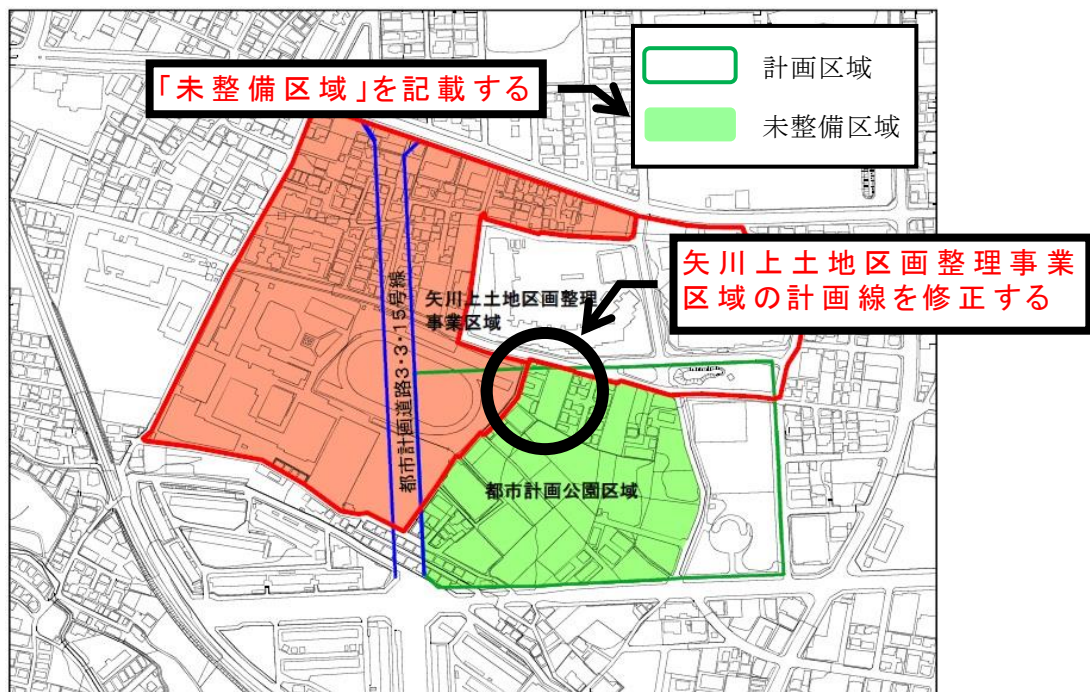 「未整備区域」を記載する
計画区域
未整備区域
矢川上土地区画整理事業
区域の計画線を修正する
矢川上土地区画整理
事業区域
都市計画道路3・3・15号線
都市計画公園区域